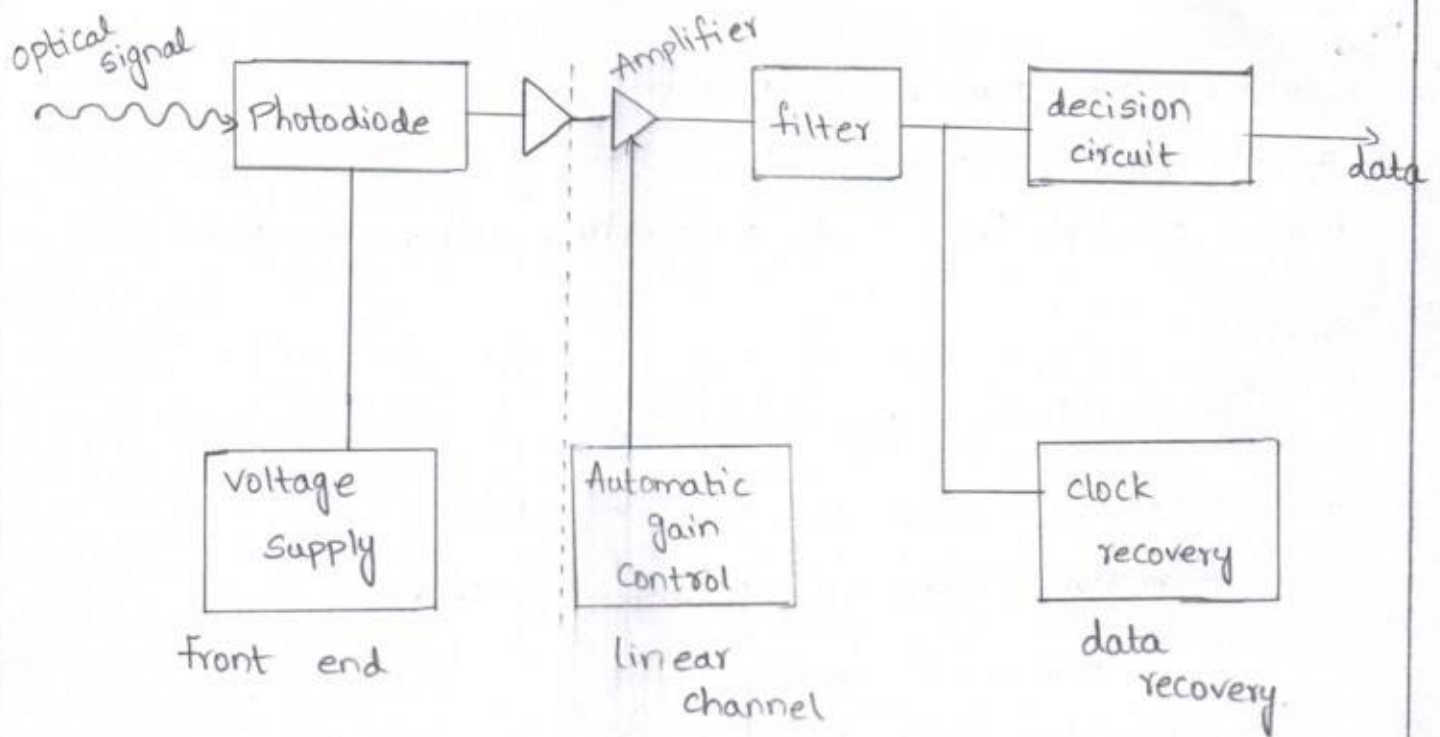 optical
signal
Amplifier
Photodiode
filter
decision
circuit
data
voltage
supply
Automatic
gain
control
clock
recovery
front end
linear
channel
data
recovery.